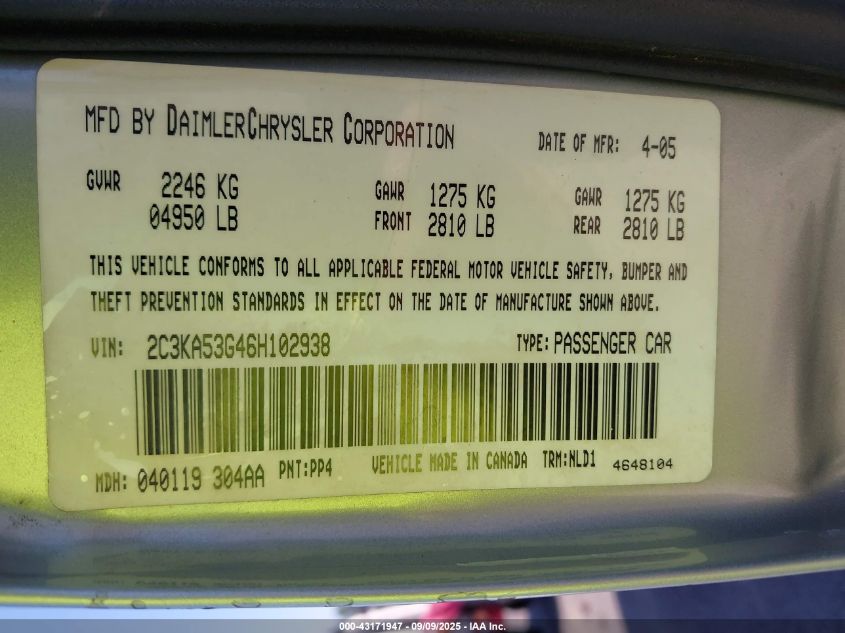 MFD BY DAIMLERCHRYSLER CORPORATION DATE OF MFR: 4-05
GVWR 2246 KG GAWR 1275 KG GAWR 1275 KG
04950 LB FRONT 2810 LB REAR 2810 LB
THIS VEHICLE CONFORMS TO ALL APPLICABLE FEDERAL MOTOR VEHICLE SAFETY, BUMPER AND
THEFT PREVENTION STANDARDS IN EFFECT ON THE DATE OF MANUFACTURE SHOWN ABOVE.
VIN: 2C3KA53G46H102938 TYPE: PASSENGER CAR
MDH: 040119 304AA PNT:PP4 VEHICLE MADE IN CANADA TRM:NLD1 4648104
000-43171947 - 09/09/2025 - IAA Inc.